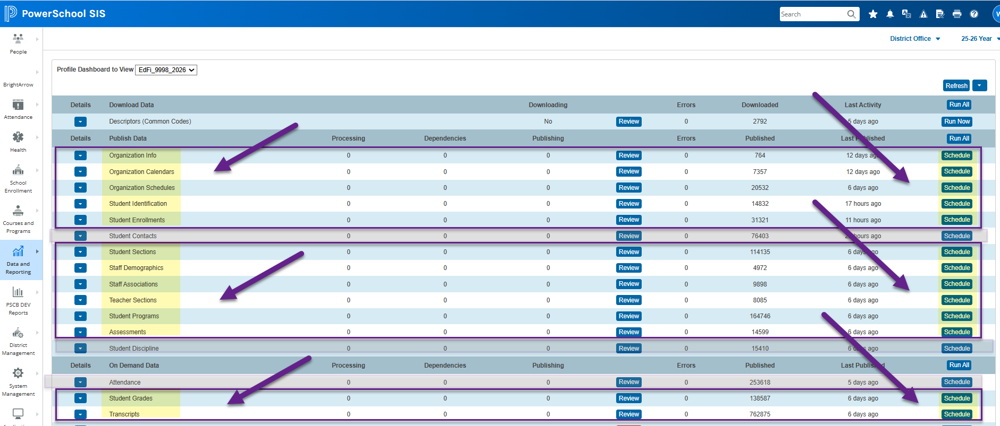 PowerSchool SIS
Search
W
District Office
25-26 Year
People
BrightArrow
Attendance
Health
School
Enrollment
Courses and
Programs
Data and
Reporting
PSCB DEV
Reports
District
Management
System
Management
Profile Dashboard to View EdFi_9998_2026
Refresh
Details Download Data Downloading Errors Downloaded Last Activity Run All
Descriptors (Common Codes) No Review 0 2792 5 days ago Run Now
Details Publish Data Processing Dependencies Publishing Errors Published Last Published Run All
Organization Info 0 0 0 Review 0 764 12 days ago Schedule
Organization Calendars 0 0 0 Review 0 7357 12 days ago Schedule
Organization Schedules 0 0 0 Review 0 20532 6 days ago Schedule
Student Identification 0 0 0 Review 0 14832 17 hours ago Schedule
Student Enrollments 0 0 0 Review 0 31321 11 hours ago Schedule
Student Contacts 0 0 0 Review 0 76403 hours ago Schedule
Student Sections 0 0 0 Review 0 114135 6 days ago Schedule
Staff Demographics 0 0 0 Review 0 4972 6 days ago Schedule
Staff Associations 0 0 0 Review 0 9898 6 days ago Schedule
Teacher Sections 0 0 0 Review 0 8085 6 days ago Schedule
Student Programs 0 0 0 Review 0 164746 6 days ago Schedule
Assessments 0 0 0 Review 0 14599 6 days ago Schedule
Student Discipline 0 0 0 Review 0 15410 6 days ago Schedule
Details On Demand Data Processing Dependencies Publishing Errors Published Last Published Run All
Attendance 0 0 0 Review 0 253618 5 days ago Schedule
Student Grades 0 0 0 Review 0 138587 6 days ago Schedule
Transcripts 0 0 0 Review 0 762875 6 days ago Schedule